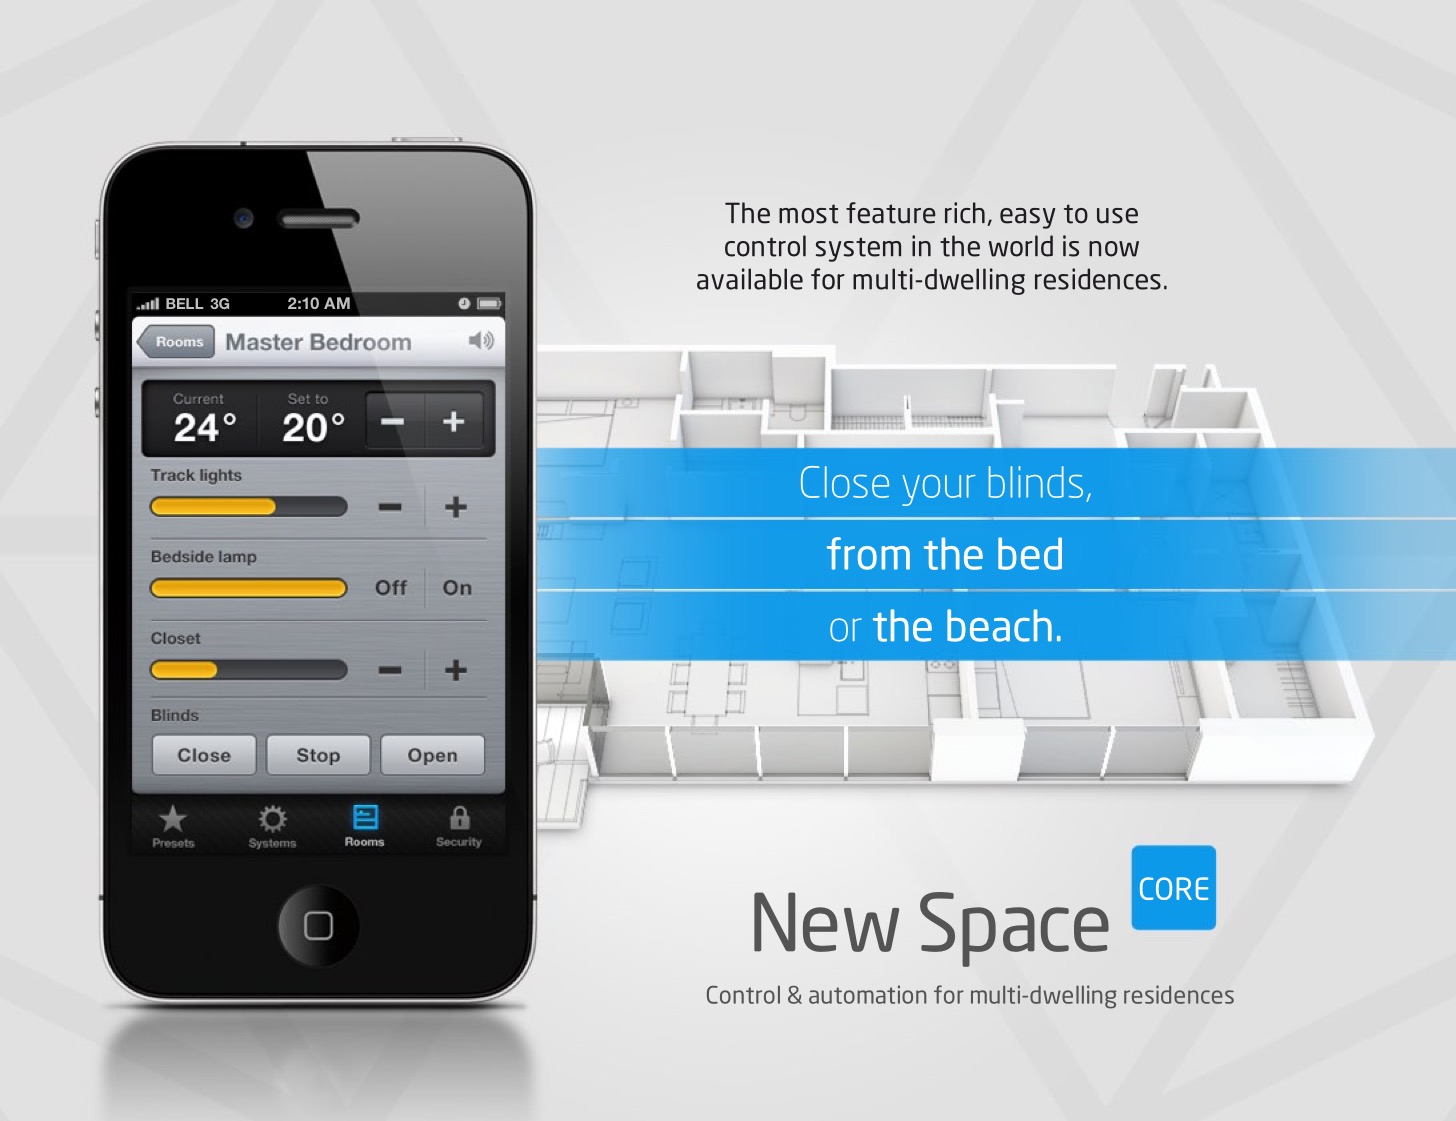 The most feature rich, easy to use
control system in the world is now
available for multi-dwelling residences.
BELL 3G 2:10 AM
Rooms Master Bedroom
Current Set to
24° 20° − +
Track lights
− +
Bedside lamp
Off On
Closet
− +
Blinds
Close Stop Open
Presets Systems Rooms Security
Close your blinds,
from the bed
or the beach.
New Space CORE
Control & automation for multi-dwelling residences